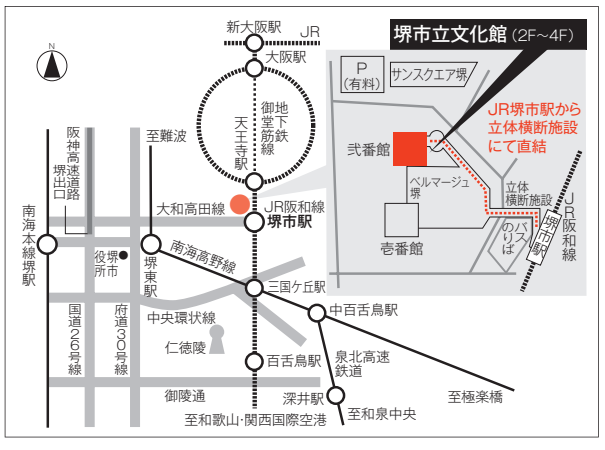 N
新大阪駅
JR
大阪駅
地下鉄
御堂筋線
天王寺駅
至難波
阪神高速道路
堺出口
大和高田線
JR阪和線
堺市駅
南海本線堺駅
堺市
役所
堺東駅
南海高野線
三国ケ丘駅
中百舌鳥駅
国道26号線
府道30号線
中央環状線
仁徳陵
百舌鳥駅
泉北高速
鉄道
御陵通
深井駅
至極楽橋
至和歌山・関西国際空港
至和泉中央
堺市立文化館(2F〜4F)
P
(有料)
サンスクエア堺
JR堺市駅から
立体横断施設
にて直結
弐番館
ベルマージュ
堺
壱番館
立体
横断施設
バス
のりば
堺市駅
JR阪和線